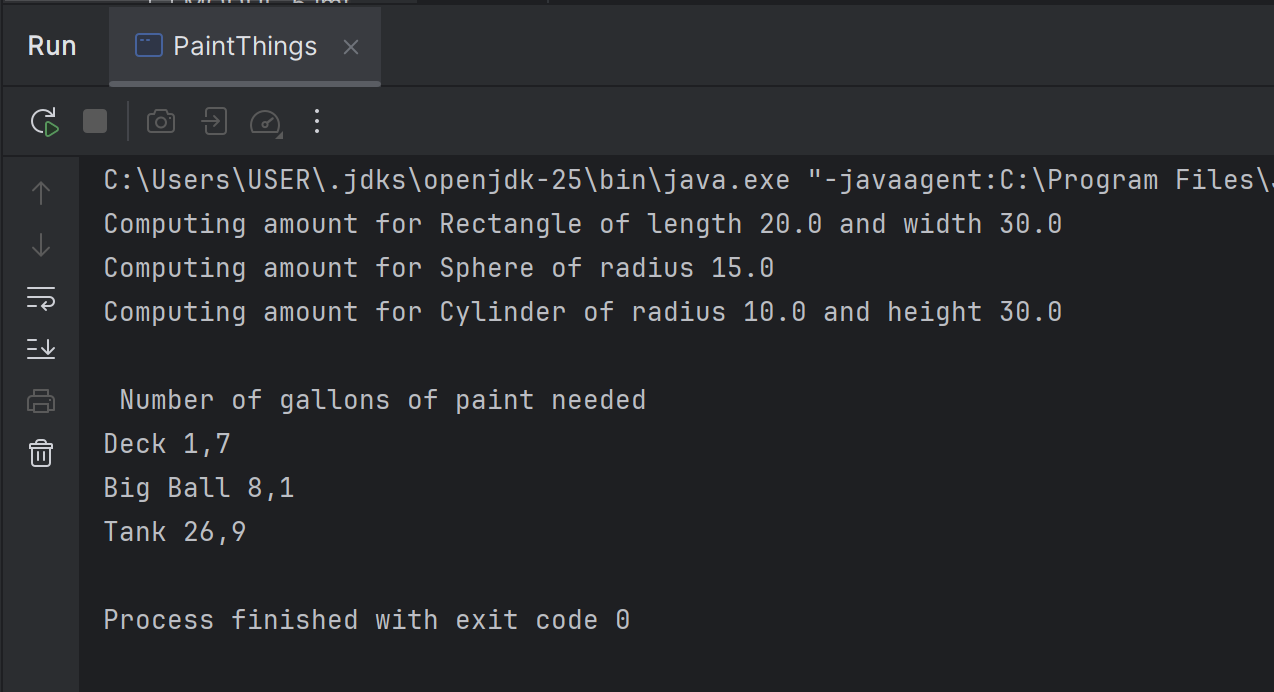 Run
PaintThings
C:\Users\USER\.jdks\openjdk-25\bin\java.exe "-javaagent:C:\Program Files\
Computing amount for Rectangle of length 20.0 and width 30.0
Computing amount for Sphere of radius 15.0
Computing amount for Cylinder of radius 10.0 and height 30.0
Number of gallons of paint needed
Deck 1,7
Big Ball 8,1
Tank 26,9
Process finished with exit code 0